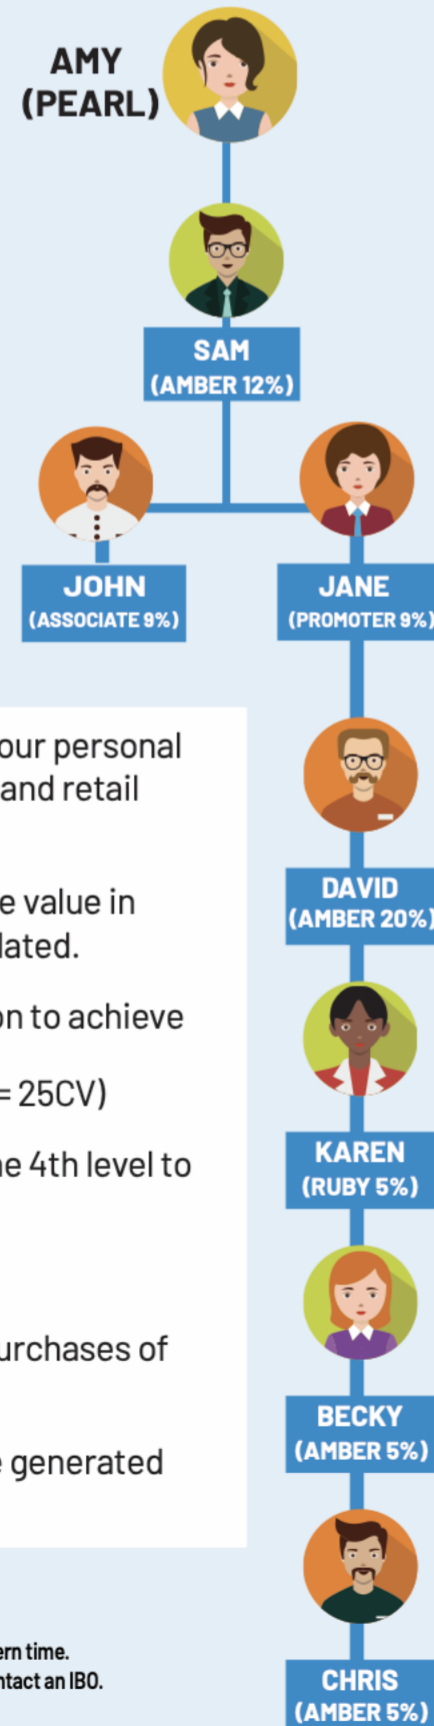 AMY
(PEARL)
SAM
(AMBER 12%)
JOHN
(ASSOCIATE 9%)
JANE
(PROMOTER 9%)
our personal
and retail
e value in
lated.
on to achieve
= 25CV)
ne 4th level to
urchases of
e generated
DAVID
(AMBER 20%)
KAREN
(RUBY 5%)
BECKY
(AMBER 5%)
CHRIS
(AMBER 5%)
ern time.
ntact an IBO.